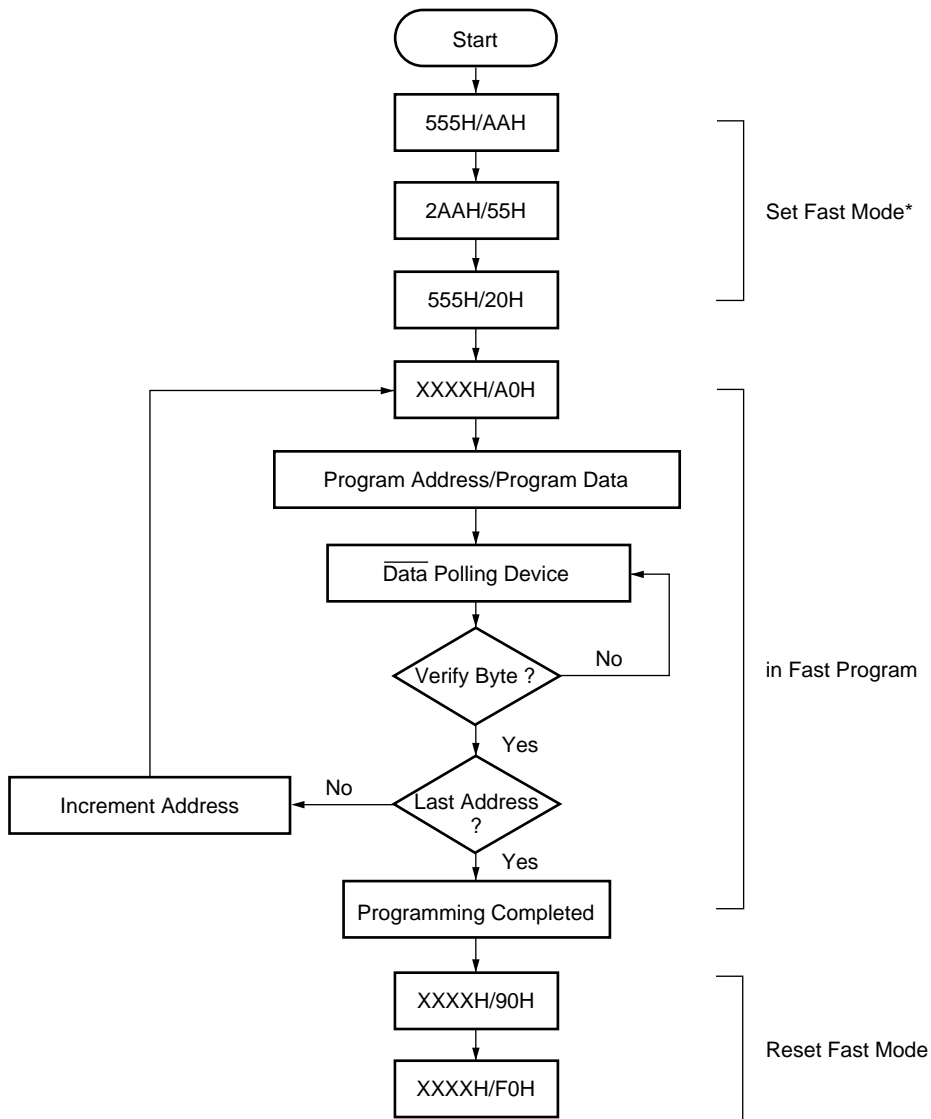 Start
555H/AAH
2AAH/55H
Set Fast Mode*
555H/20H
XXXXH/A0H
Program Address/Program Data
Data Polling Device
Verify Byte ?
No
in Fast Program
Yes
Increment Address
No
Last Address
?
Yes
Programming Completed
XXXXH/90H
Reset Fast Mode
XXXXH/F0H